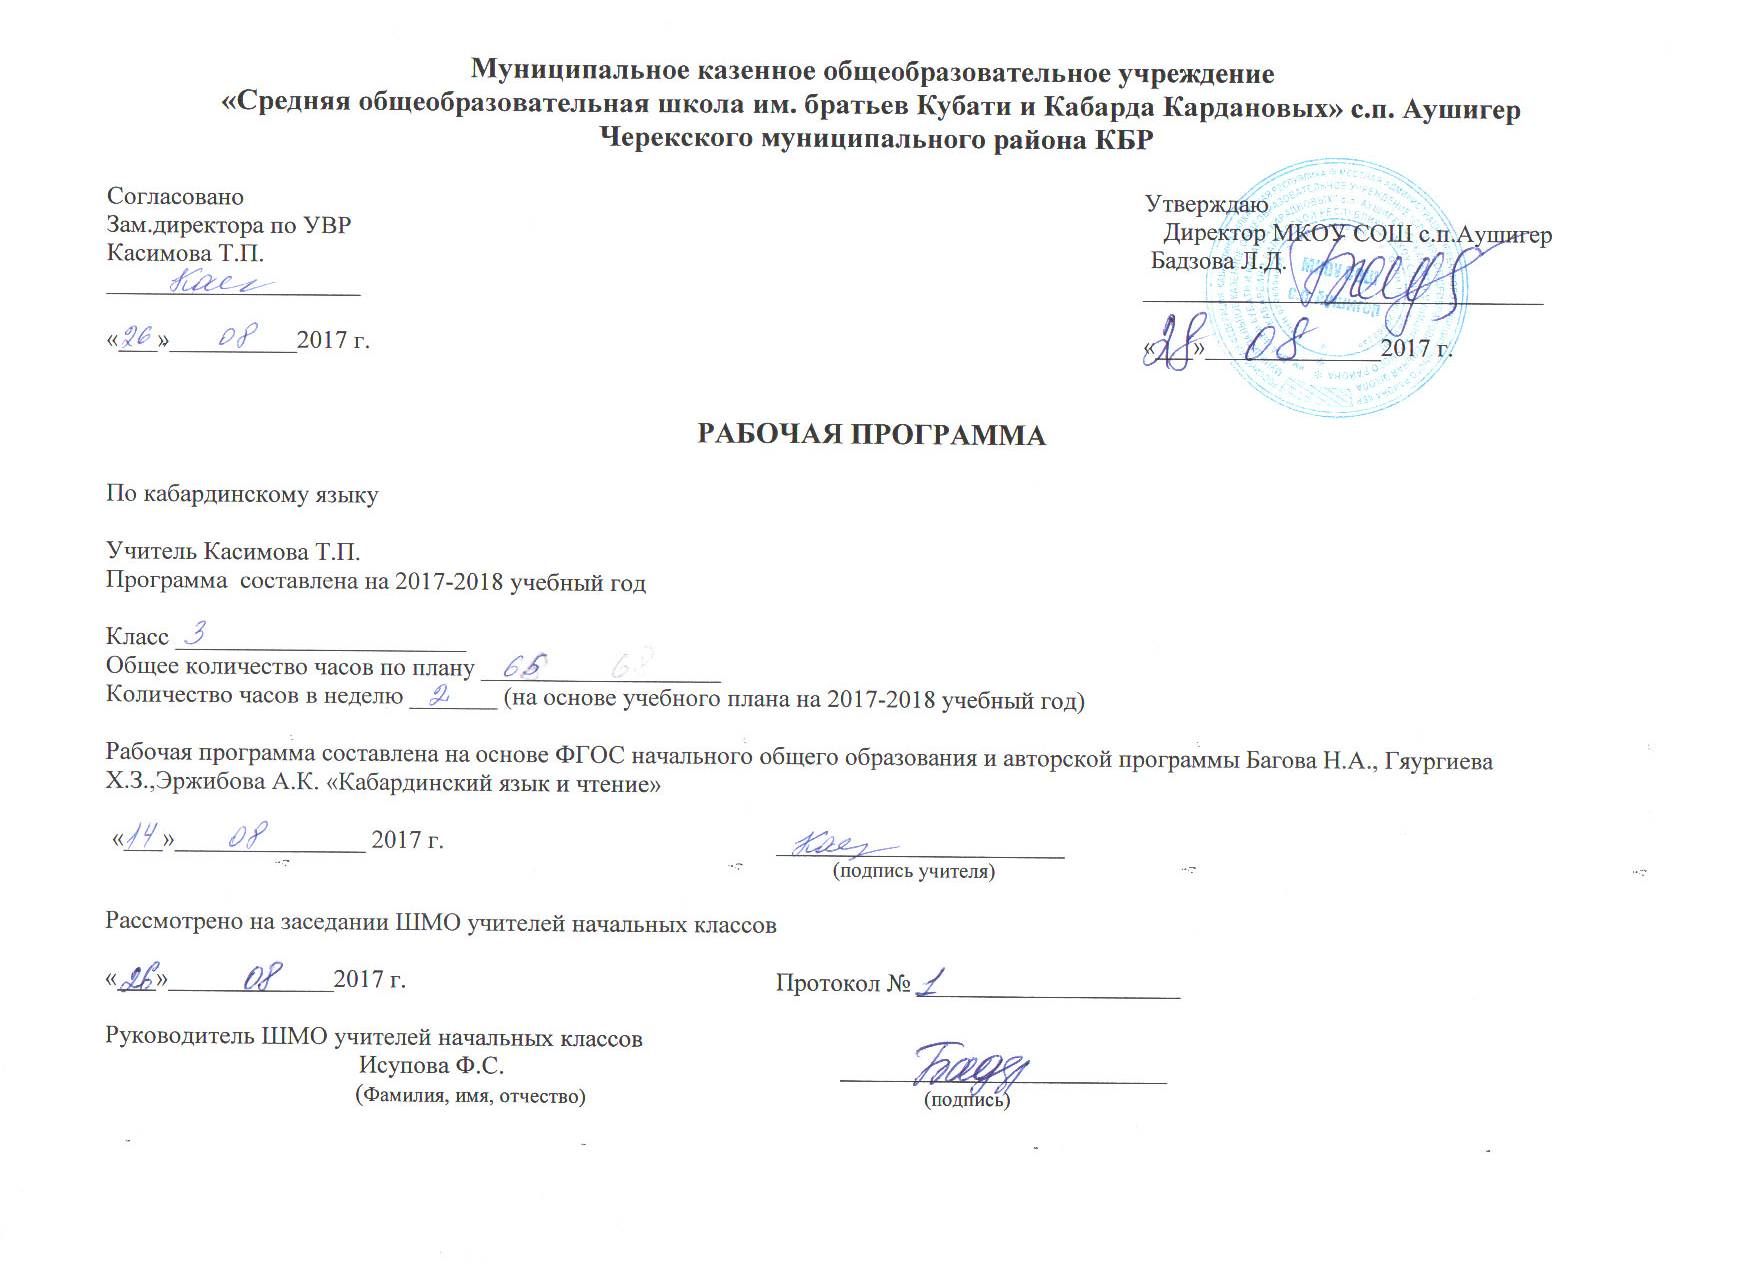 Муниципальное казенное общеобразовательное учреждение
«Средняя общеобразовательная школа им. братьев Кубати и Кабарда Кардановых» с.п. Аушигер
Черекского муниципального района КБР
Согласовано
Зам.директора по УВР
Касимова Т.П.
«26» 08 2017 г.
Утверждаю
Директор МКОУ СОШ с.п.Аушигер
Бадзова Л.Д.
МКОУ СОШ
с.п. Аушигер
«28» 08 2017 г.
РАБОЧАЯ ПРОГРАММА
По кабардинскому языку
Учитель Касимова Т.П.
Программа составлена на 2017-2018 учебный год
Класс 3
Общее количество часов по плану
Количество часов в неделю 2 (на основе учебного плана на 2017-2018 учебный год)
Рабочая программа составлена на основе ФГОС начального общего образования и авторской программы Багова Н.А., Гяургиева
Х.З.,Эржибова А.К. «Кабардинский язык и чтение»
«14» 08 2017 г.
(подпись учителя)
Рассмотрено на заседании ШМО учителей начальных классов
«26» 08 2017 г. Протокол № 1
Руководитель ШМО учителей начальных классов
Исупова Ф.С.
(Фамилия, имя, отчество) (подпись)